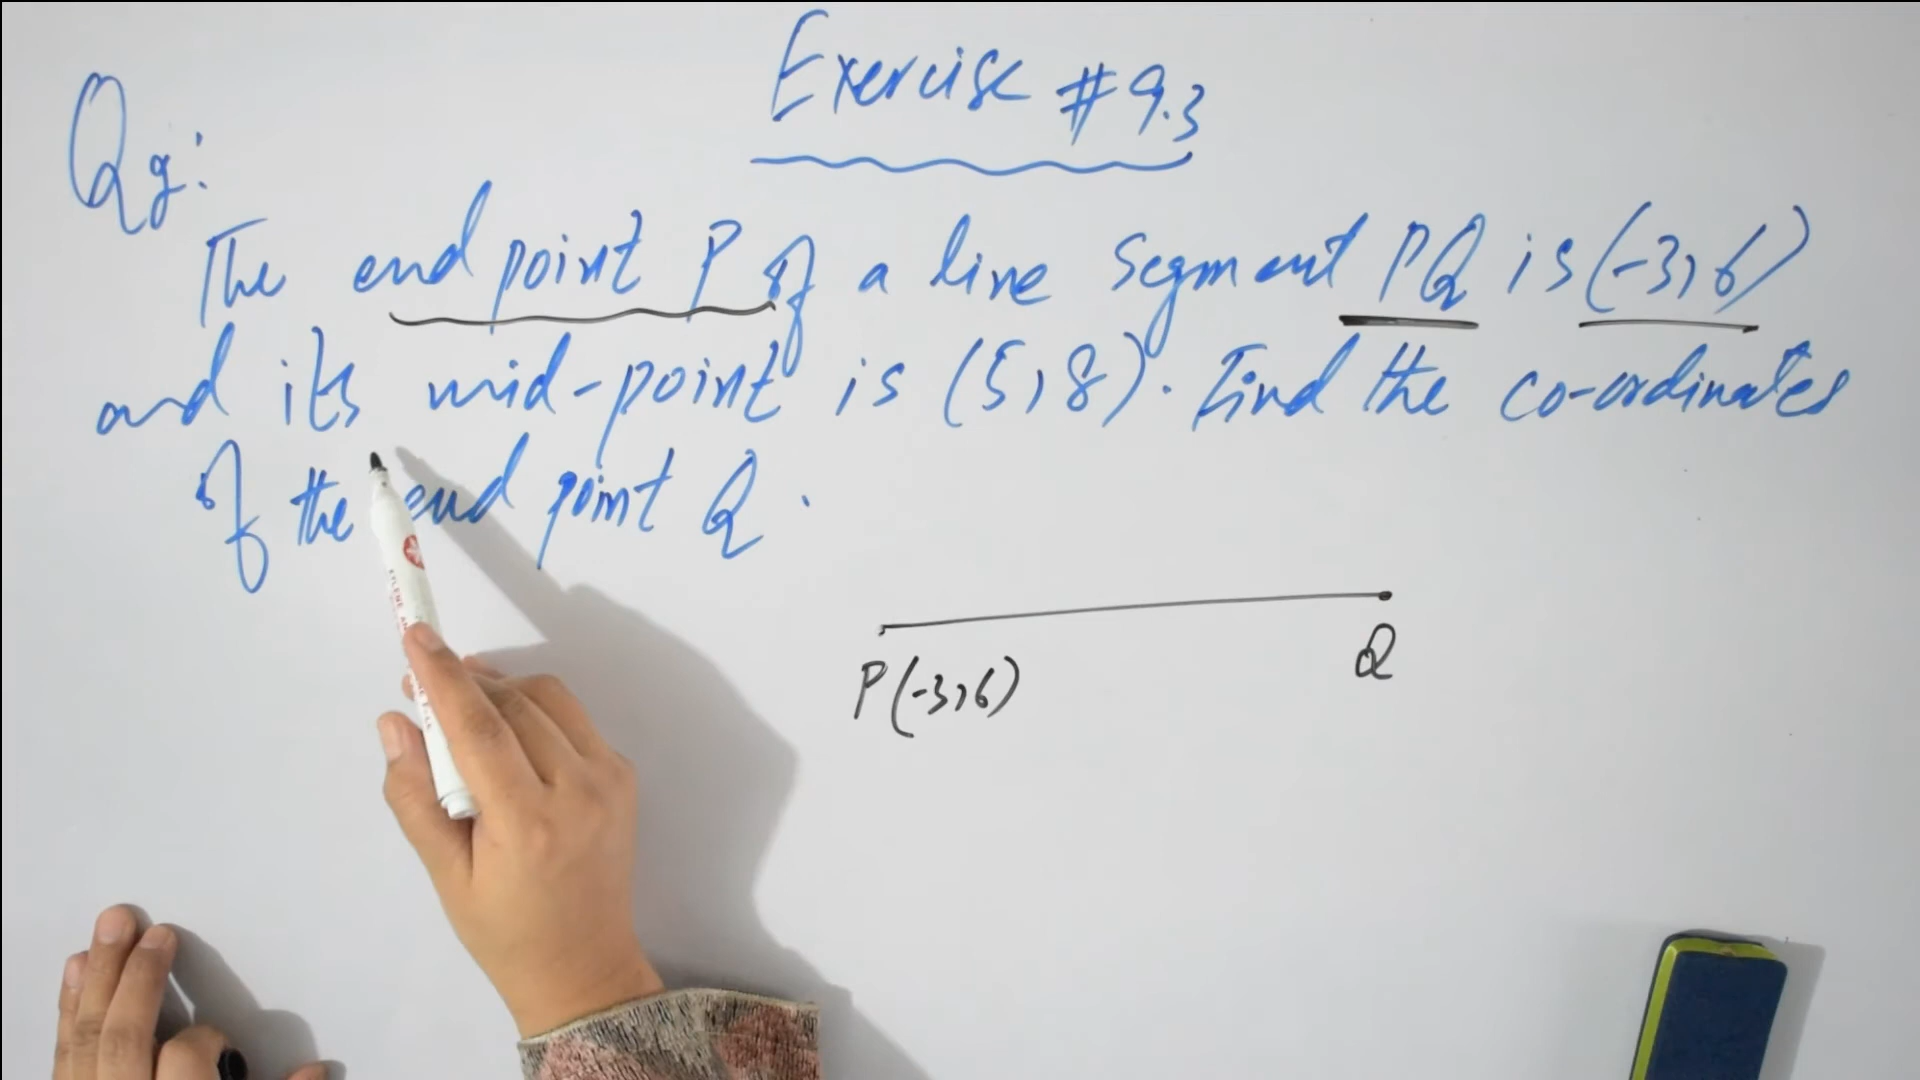 Exercise # 9.3
Qg:
The end point P of a line segment PQ is (-3,6)
and its mid-point is (5,8). Find the co-ordinates
of the end point Q.
P(-3,6)
Q